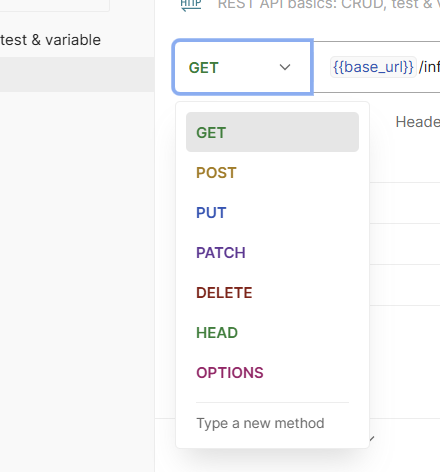 HTTP REST API basics: CRUD, test & v
test & variable
GET
{{base_url}}/inf
Heade
GET
POST
PUT
PATCH
DELETE
HEAD
OPTIONS
Type a new method